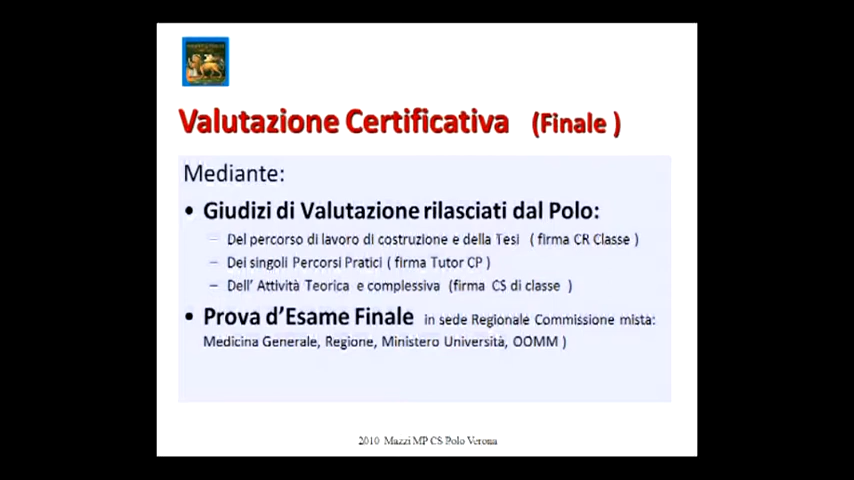 Valutazione Certificativa (Finale )
Mediante:
• Giudizi di Valutazione rilasciati dal Polo:
– Del percorso di lavoro di costruzione e della Tesi ( firma CR Classe )
– Dei singoli Percorsi Pratici ( firma Tutor CP )
– Dell' Attività Teorica e complessiva (firma CS di classe )
• Prova d'Esame Finale in sede Regionale Commissione mista:
Medicina Generale, Regione, Ministero Università, OOMM )
2010 Mazzi MP CS Polo Verona